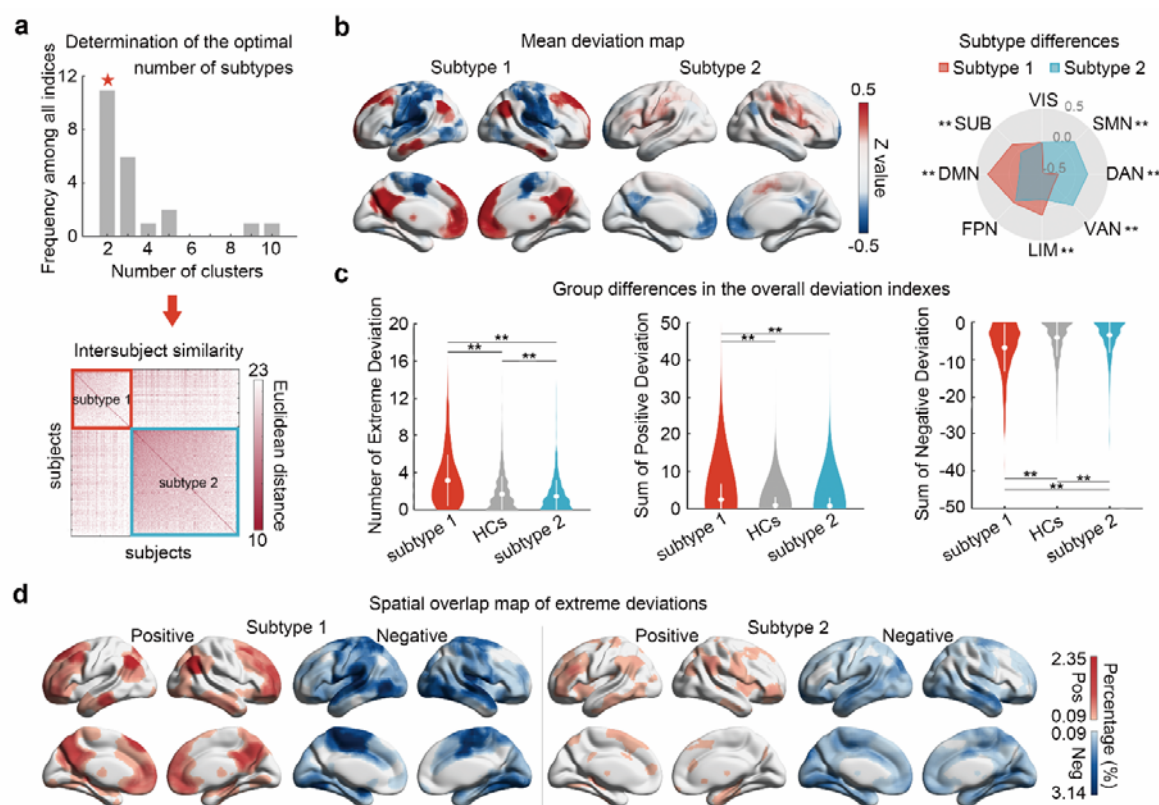 a
Determination of the optimal
number of subtypes
Frequency among all indices
12
8
4
0
2 4 6 8 10
Number of clusters
Intersubject similarity
subtype 1
subtype 2
subjects
subjects
23
Euclidean distance
10
b
Mean deviation map
Subtype 1 Subtype 2
0.5
Z value
-0.5
Subtype differences
Subtype 1 Subtype 2
VIS
0.5
**SUB
SMN**
0.0
**DMN
-0.5
DAN**
FPN
VAN**
LIM**
c
Group differences in the overall deviation indexes
Number of Extreme Deviation
20
16
12
8
4
0
**
** **
subtype 1 HCs subtype 2
Sum of Positive Deviation
50
40
30
20
10
0
**
**
subtype 1 HCs subtype 2
Sum of Negative Deviation
0
-10
-20
-30
-40
-50
** **
**
subtype 1 HCs subtype 2
d
Spatial overlap map of extreme deviations
Subtype 1 Subtype 2
Positive Negative Positive Negative
2.35
Pos
0.09
0.09
Neg
3.14
Percentage (%)